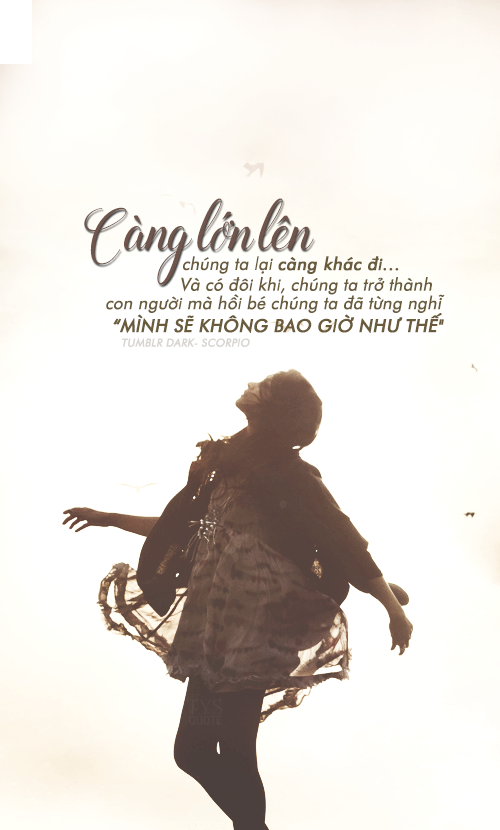 Càng lớn lên
chúng ta lại càng khác đi...
Và có đôi khi, chúng ta trở thành
con người mà hồi bé chúng ta đã từng nghĩ
“MÌNH SẼ KHÔNG BAO GIỜ NHƯ THẾ"
TUMBLR DARK- SCORPIO